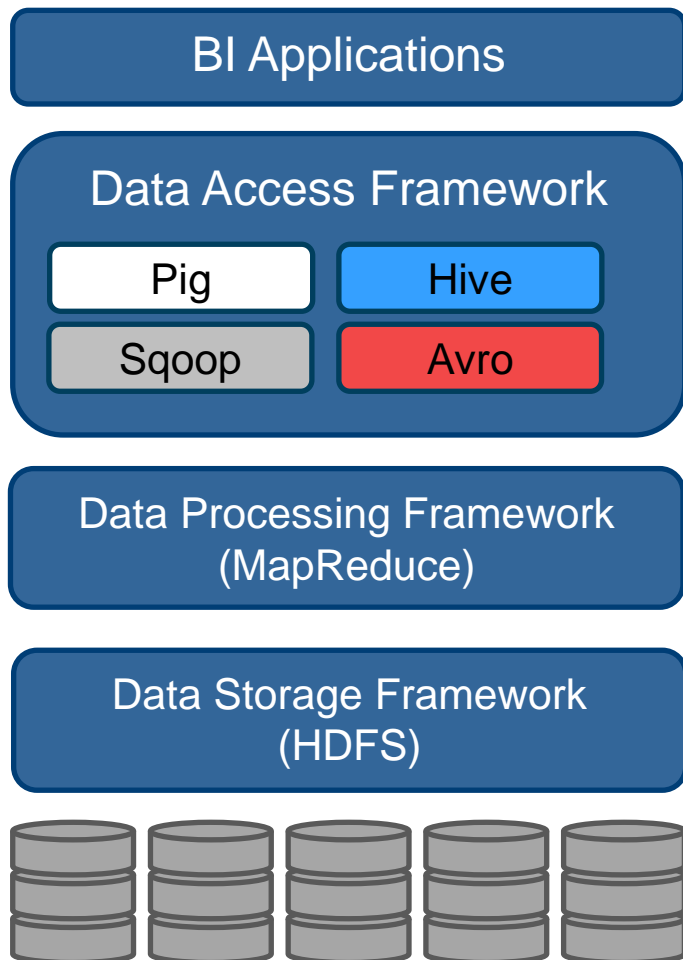 BI Applications
Data Access Framework
Pig
Hive
Sqoop
Avro
Data Processing Framework
(MapReduce)
Data Storage Framework
(HDFS)